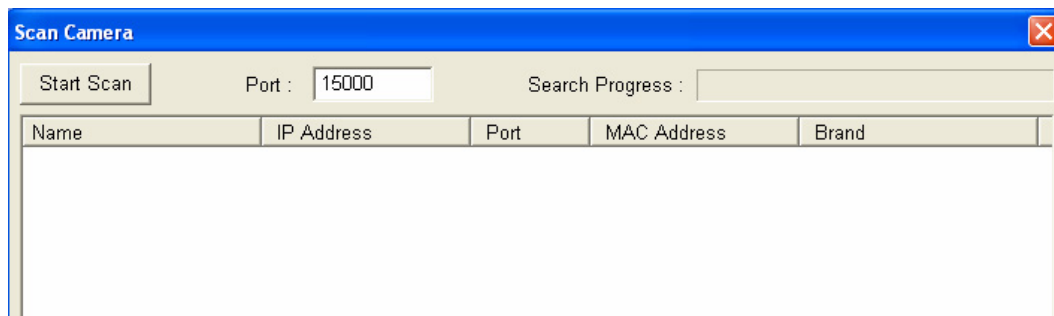 Scan Camera
Start Scan Port : 15000 Search Progress :
Name IP Address Port MAC Address Brand